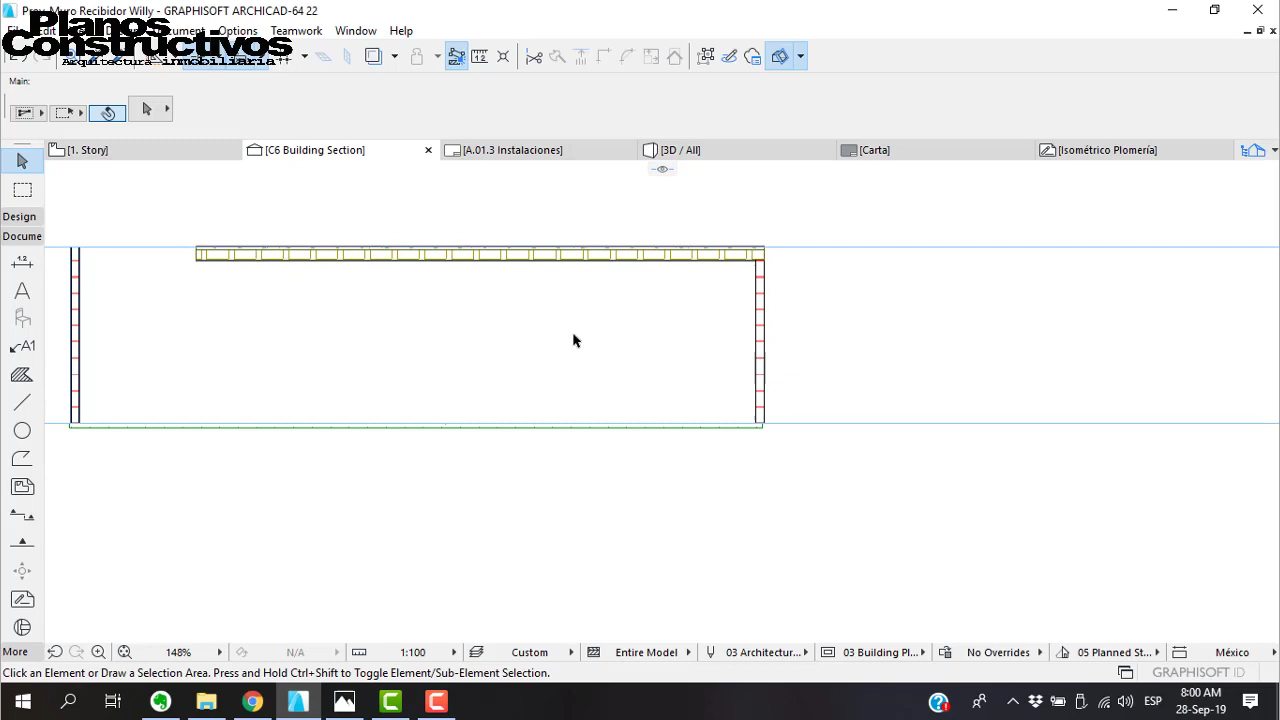 Proy. Muro Recibidor Willy - GRAPHISOFT ARCHICAD-64 22
Planos
Constructivos
Arquitectura inmobiliaria
Options Teamwork Window Help
Main:
[1. Story]
[C6 Building Section]
[A.01.3 Instalaciones]
[3D / All]
[Carta]
[Isométrico Plomería]
Design
Docume
1.2
A
A1
More
148%
N/A
1:100
Custom
Entire Model
03 Architectur...
03 Building Pl...
No Overrides
05 Planned St...
México
Click an Element or Draw a Selection Area. Press and Hold Ctrl+Shift to Toggle Element/Sub-Element Selection.
GRAPHISOFT ID
ESP
8:00 AM
28-Sep-19